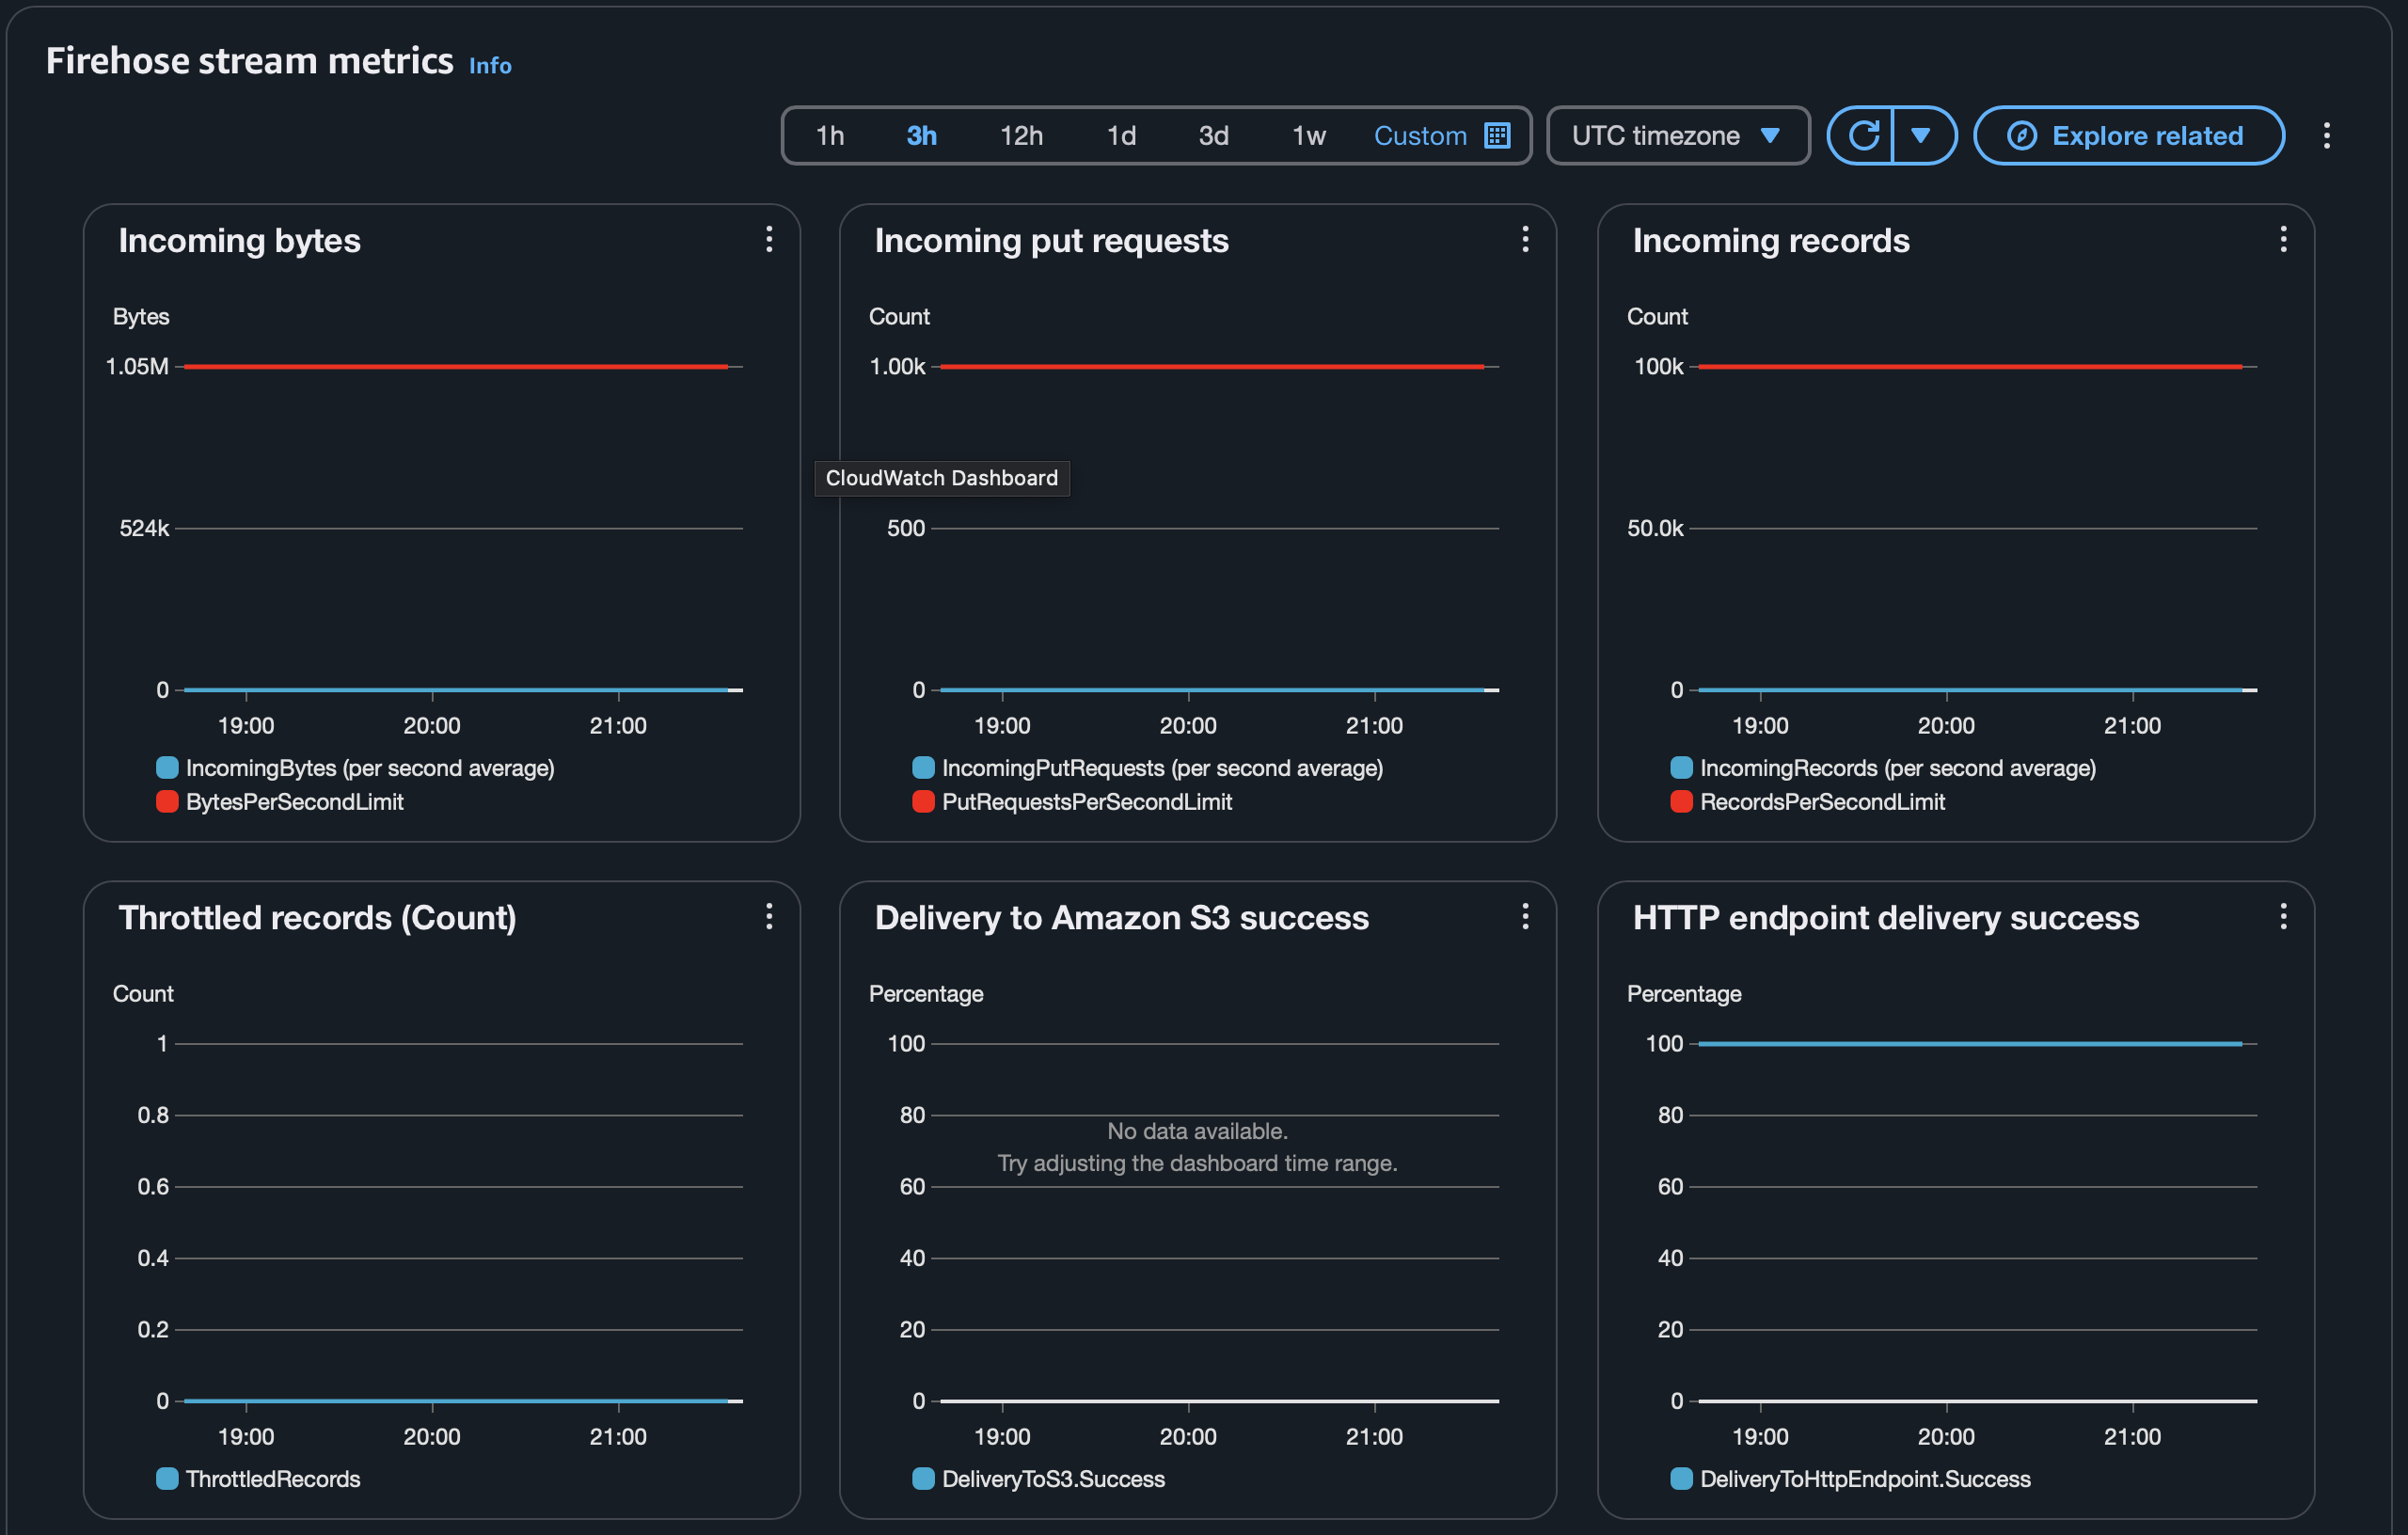 Firehose stream metrics Info
1h 3h 12h 1d 3d 1w Custom UTC timezone Explore related
Incoming bytes
Bytes
1.05M
524k
0
19:00 20:00 21:00
IncomingBytes (per second average)
BytesPerSecondLimit
Incoming put requests
Count
1.00k
CloudWatch Dashboard
500
0
19:00 20:00 21:00
IncomingPutRequests (per second average)
PutRequestsPerSecondLimit
Incoming records
Count
100k
50.0k
0
19:00 20:00 21:00
IncomingRecords (per second average)
RecordsPerSecondLimit
Throttled records (Count)
Count
1
0.8
0.6
0.4
0.2
0
19:00 20:00 21:00
ThrottledRecords
Delivery to Amazon S3 success
Percentage
100
80
No data available.
Try adjusting the dashboard time range.
60
40
20
0
19:00 20:00 21:00
DeliveryToS3.Success
HTTP endpoint delivery success
Percentage
100
80
60
40
20
0
19:00 20:00 21:00
DeliveryToHttpEndpoint.Success